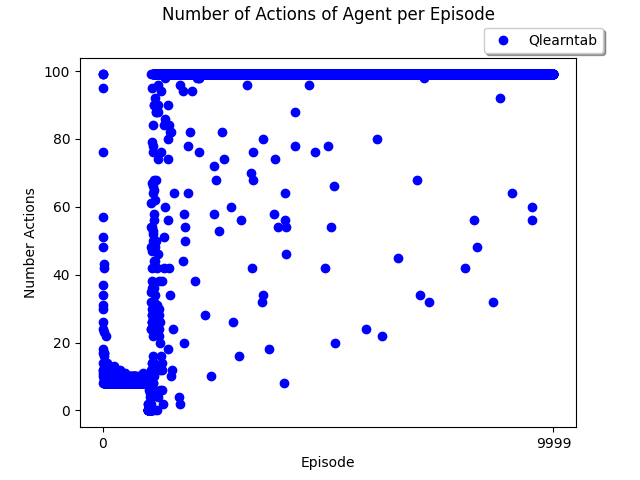 Number of Actions of Agent per Episode
Qlearntab
100
80
60
40
20
0
Number Actions
0
9999
Episode